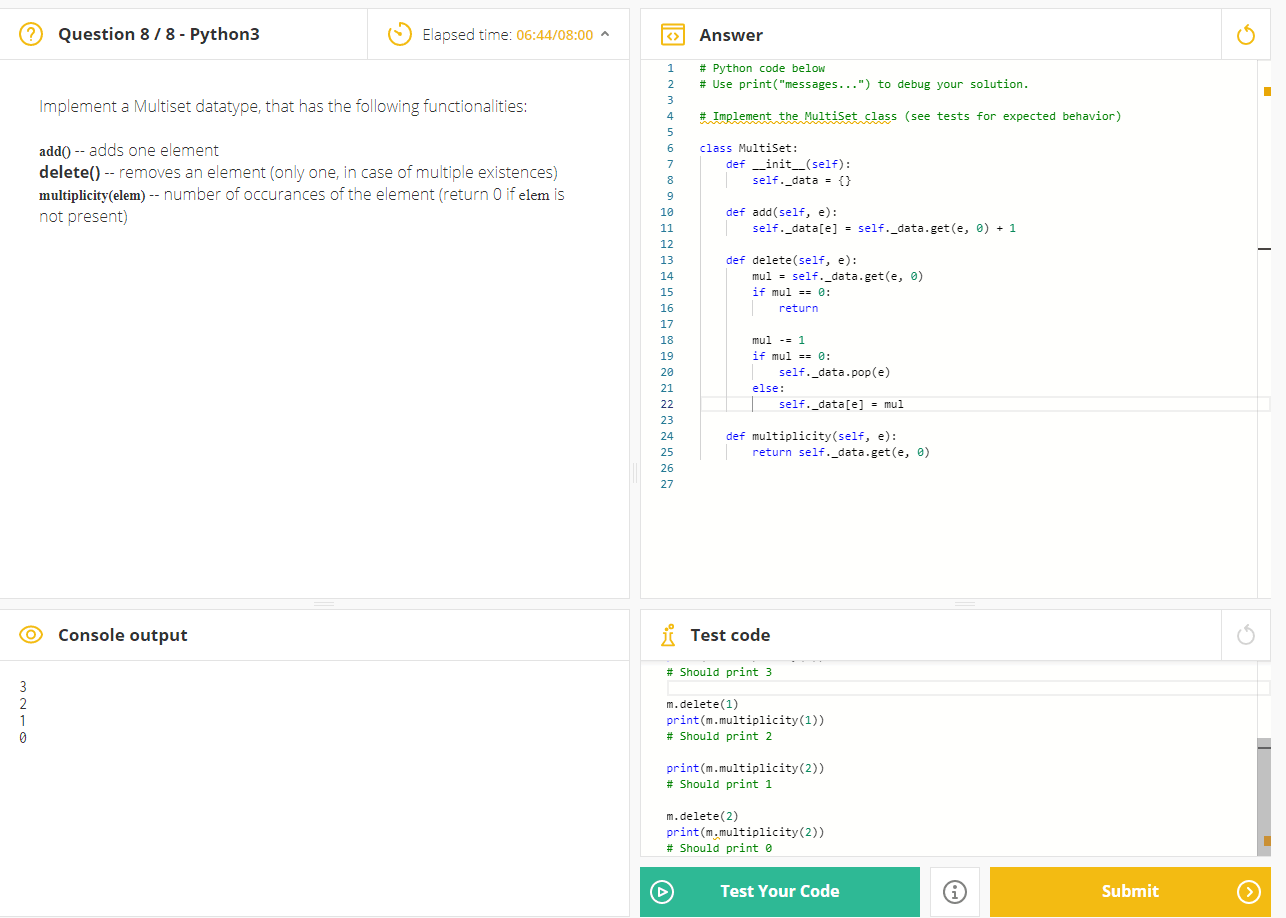 Question 8 / 8 - Python3
Elapsed time: 06:44/08:00
Implement a Multiset datatype, that has the following functionalities:
add() -- adds one element
delete() -- removes an element (only one, in case of multiple existences)
multiplicity(elem) -- number of occurances of the element (return 0 if elem is
not present)
Answer
1 # Python code below
2 # Use print("messages...") to debug your solution.
3
4 # Implement the MultiSet class (see tests for expected behavior)
5
6 class MultiSet:
7 def __init__(self):
8 self._data = {}
9
10 def add(self, e):
11 self._data[e] = self._data.get(e, 0) + 1
12
13 def delete(self, e):
14 mul = self._data.get(e, 0)
15 if mul == 0:
16 return
17
18 mul -= 1
19 if mul == 0:
20 self._data.pop(e)
21 else:
22 self._data[e] = mul
23
24 def multiplicity(self, e):
25 return self._data.get(e, 0)
26
27
Console output
3
2
1
0
Test code
# Should print 3
m.delete(1)
print(m.multiplicity(1))
# Should print 2
print(m.multiplicity(2))
# Should print 1
m.delete(2)
print(m.multiplicity(2))
# Should print 0
Test Your Code
Submit